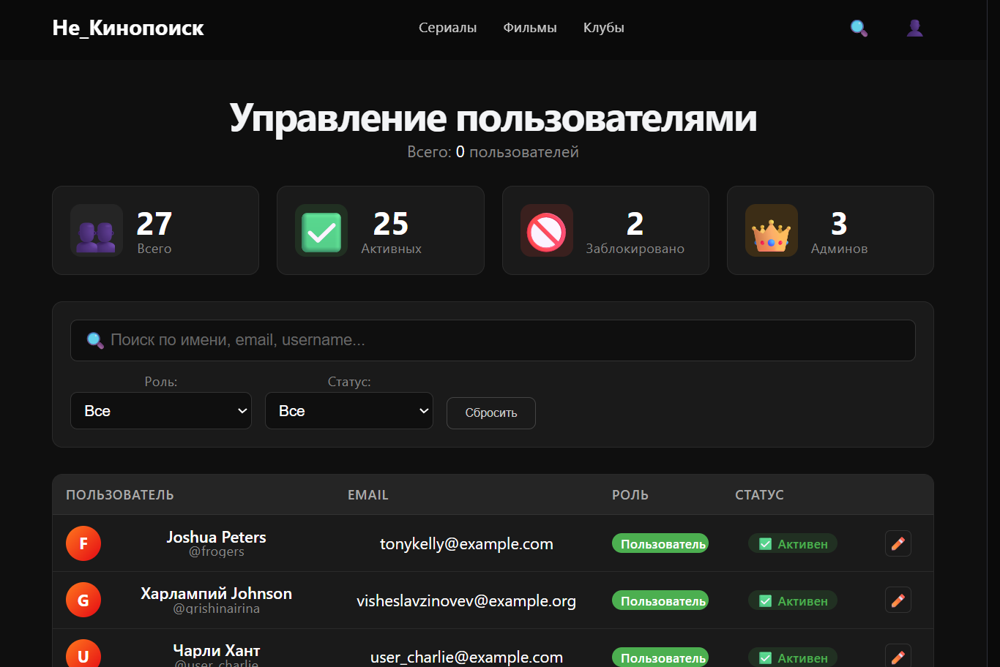 Не_Кинопоиск
Сериалы Фильмы Клубы
Управление пользователями
Всего: 0 пользователей
27
Всего
25
Активных
2
Заблокировано
3
Админов
Поиск по имени, email, username...
Роль:
Все
Статус:
Все
Сбросить
ПОЛЬЗОВАТЕЛЬ EMAIL РОЛЬ СТАТУС
F Joshua Peters tonykelly@example.com Пользователь Активен
@frogers
G Харлампий Johnson visheslavzinovev@example.org Пользователь Активен
@grishinairina
U Чарли Хант user_charlie@example.com Пользователь Активен
@user_charlie